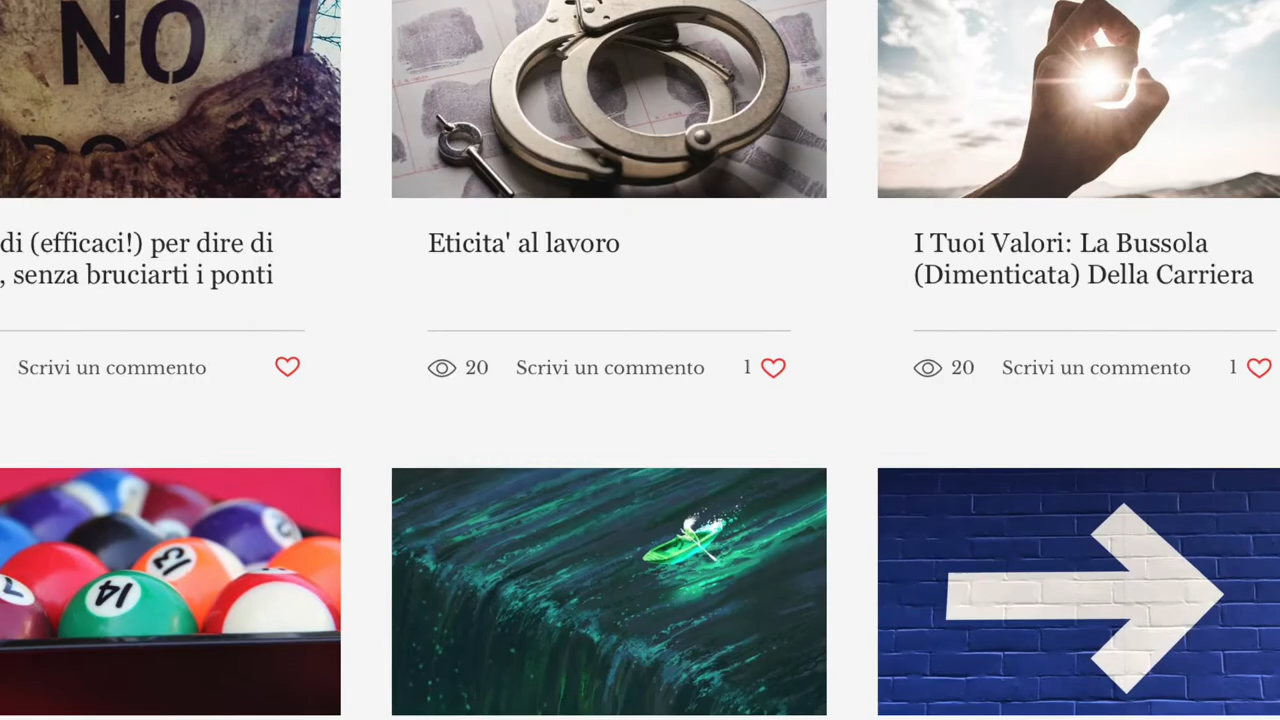 NO
di (efficaci!) per dire di
, senza bruciarti i ponti
Scrivi un commento
Eticita' al lavoro
20 Scrivi un commento 1
I Tuoi Valori: La Bussola
(Dimenticata) Della Carriera
20 Scrivi un commento 1
14
13